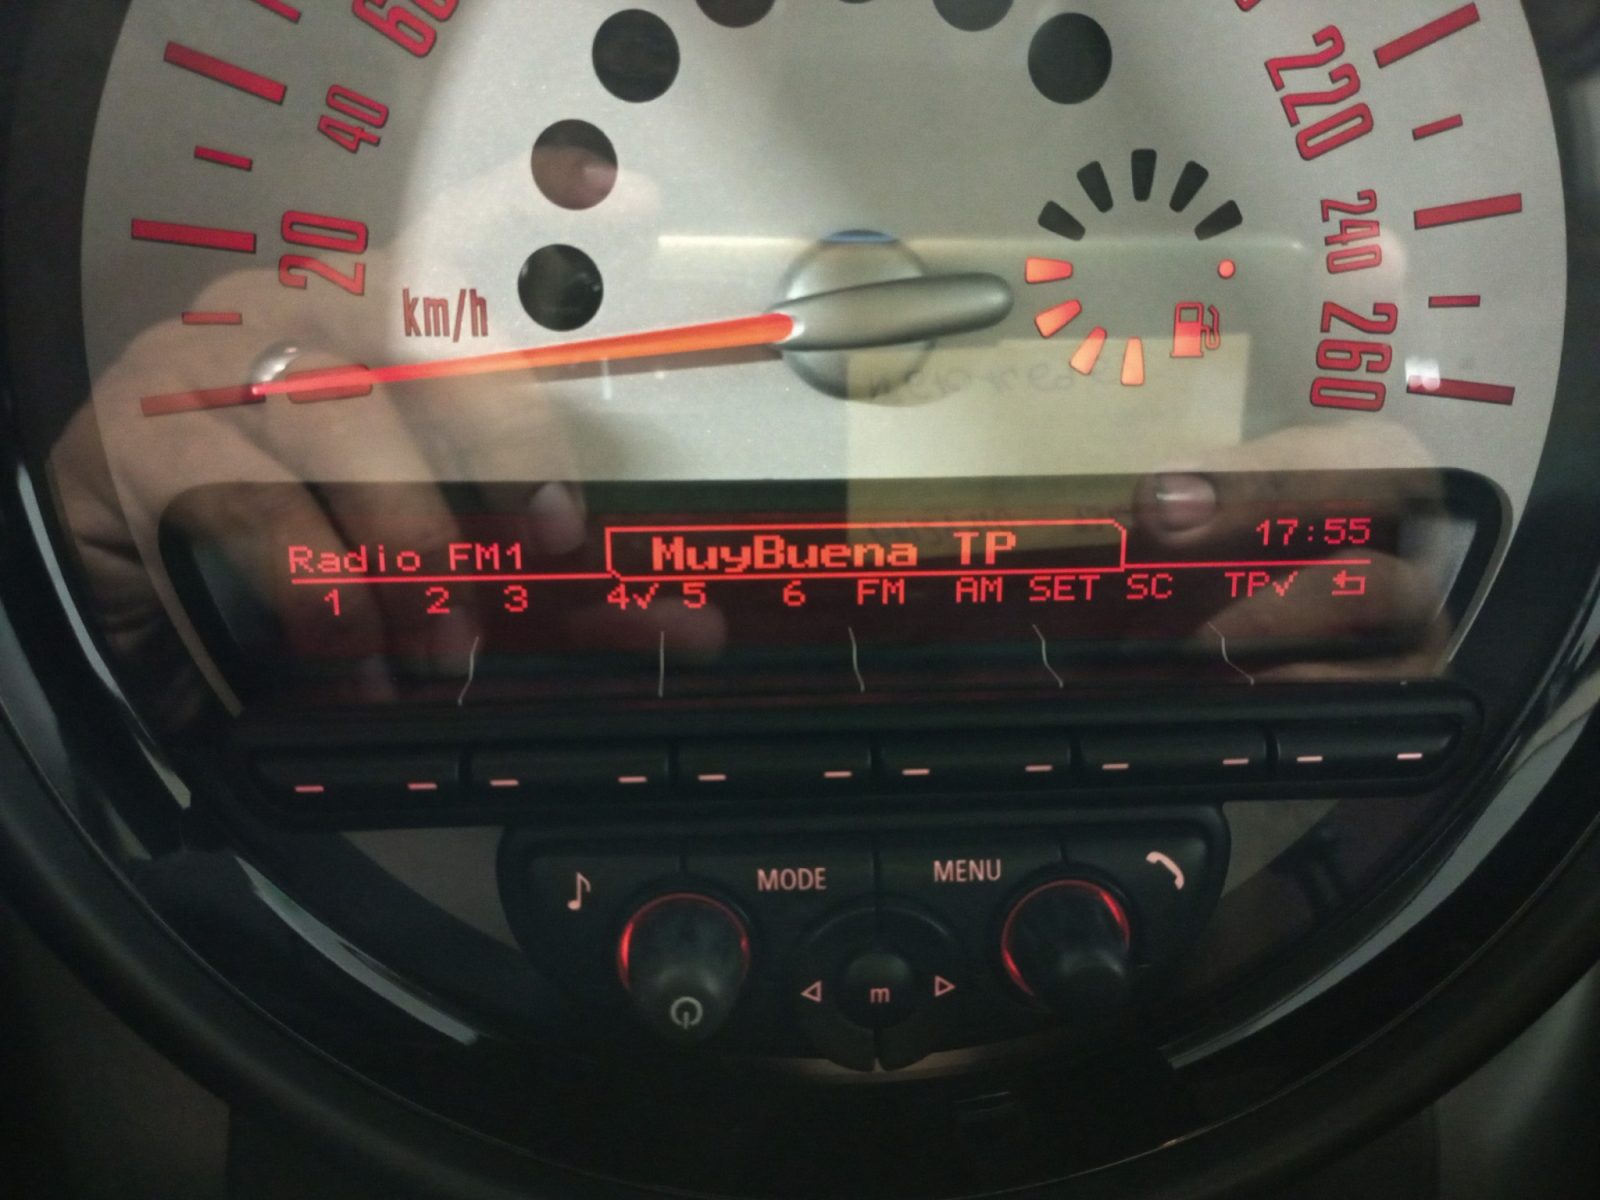 60
40
20
0
km/h
220
240
260
Radio FM1
MuyBuena TP
17:55
1 2 3 4✓ 5 6 FM AM SET SC TP✓
MODE
MENU
m